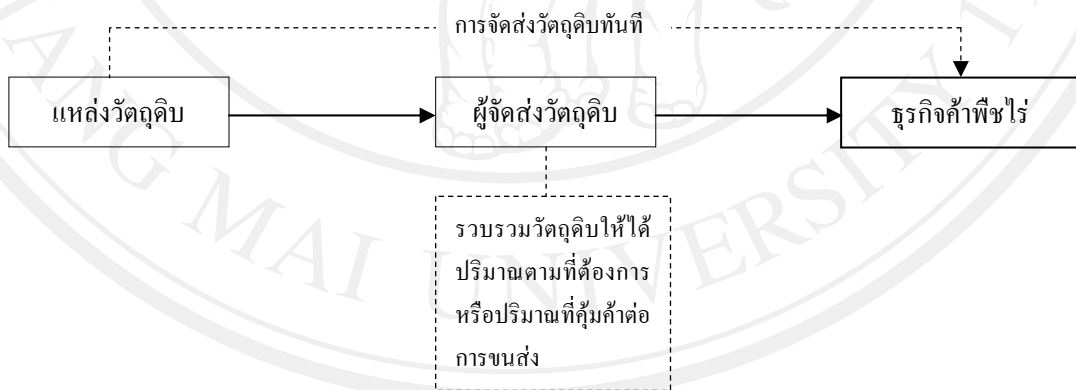 การจัดส่งวัตถุดิบทันที
แหล่งวัตถุดิบ
ผู้จัดส่งวัตถุดิบ
ธุรกิจค้าพืชไร่
รวบรวมวัตถุดิบให้ได้
ปริมาณตามที่ต้องการ
หรือปริมาณที่คุ้มค้าต่อ
การขนส่ง
ANG MAI UNIVERSITY 1